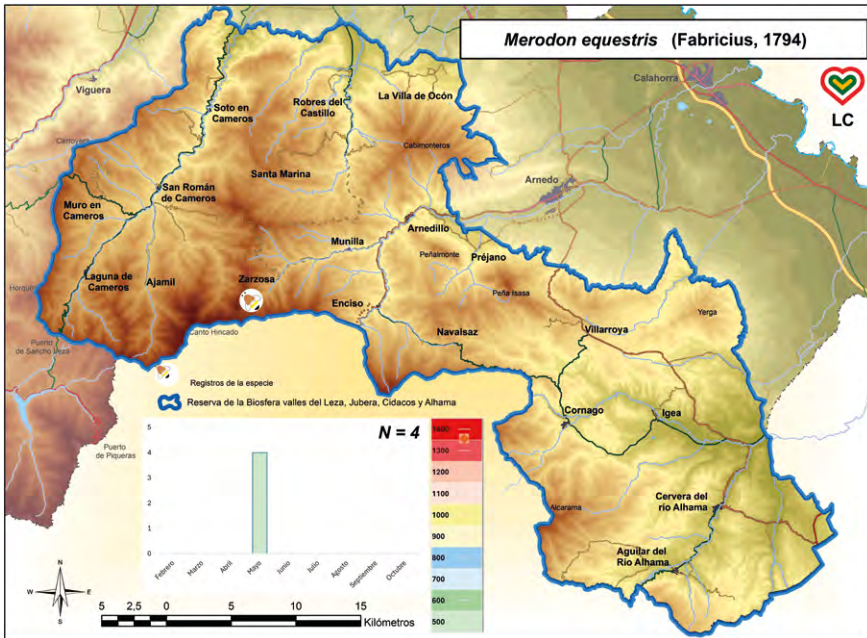 Merodon equestris (Fabricius, 1794)
LC
Viguera
Calahorra
Soto en
Cameros
Robres del
Castillo
La Villa de Ocón
Cabimonteros
Santa Marina
Arnedo
San Román
de Cameros
Muro en
Cameros
Arnedillo
Munilla
Peñalmonte
Préjano
Laguna de
Cameros
Ajamil
Zarzosa
Peña Isasa
Enciso
Yerga
Canto Hincado
Navalsaz
Villarroya
Puerto
de Sancho Leza
Registros de la especie
Reserva de la Biosfera valles del Leza, Jubera, Cidacos y Alhama
Cornago
Igea
Puerto de
Piqueras
N = 4
5
4
3
2
1
0
Febrero
Marzo
Abril
Mayo
Junio
Julio
Agosto
Septiembre
Octubre
1400
1300
1200
1100
1000
900
800
700
600
500
Alcarama
Cervera del
río Alhama
Aguilar del
Río Alhama
N
W
E
S
5
2,5
0
5
10
15
Kilómetros